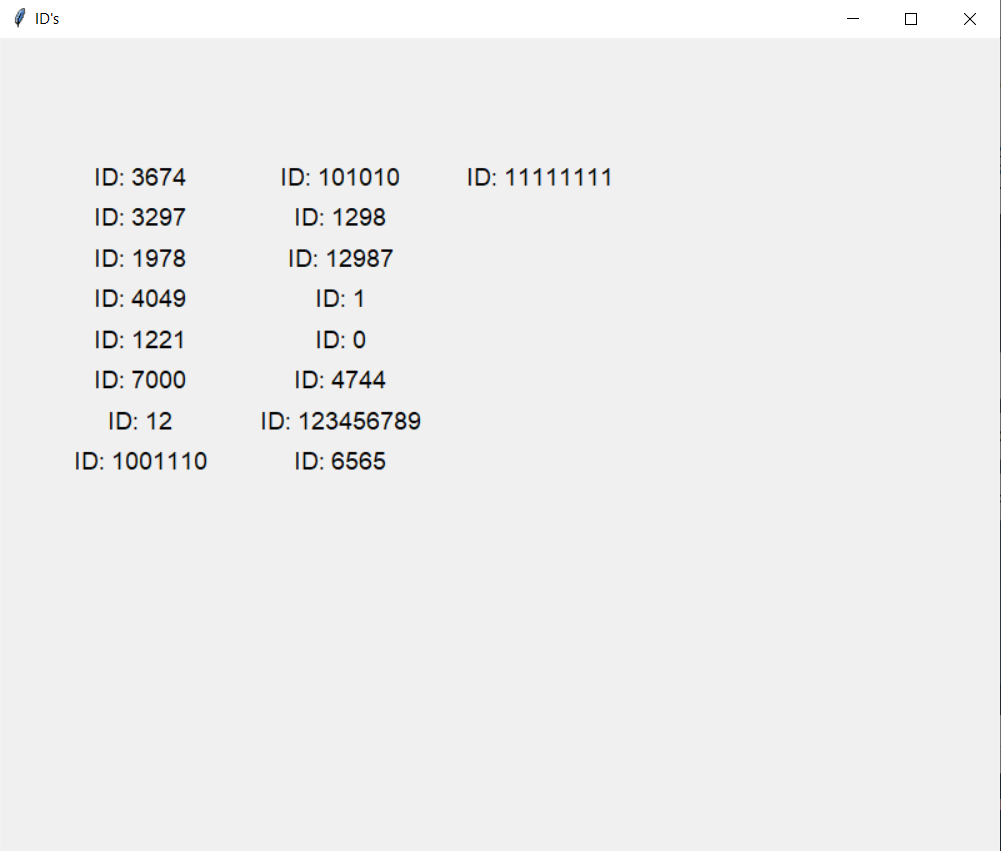 ID's
ID: 3674 ID: 101010 ID: 11111111
ID: 3297 ID: 1298
ID: 1978 ID: 12987
ID: 4049 ID: 1
ID: 1221 ID: 0
ID: 7000 ID: 4744
ID: 12 ID: 123456789
ID: 1001110 ID: 6565